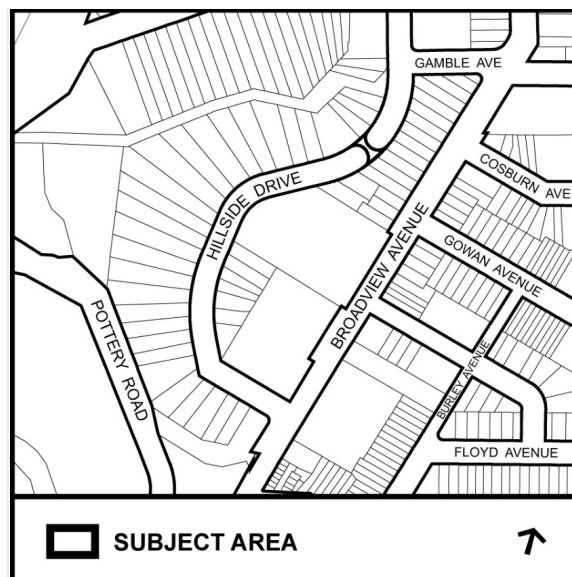 GAMBLE AVE
COSBURN AVE
HILLSIDE DRIVE
BROADVIEW AVENUE
GOWAN AVENUE
POTTERY ROAD
BURLEY AVENUE
FLOYD AVENUE
SUBJECT AREA